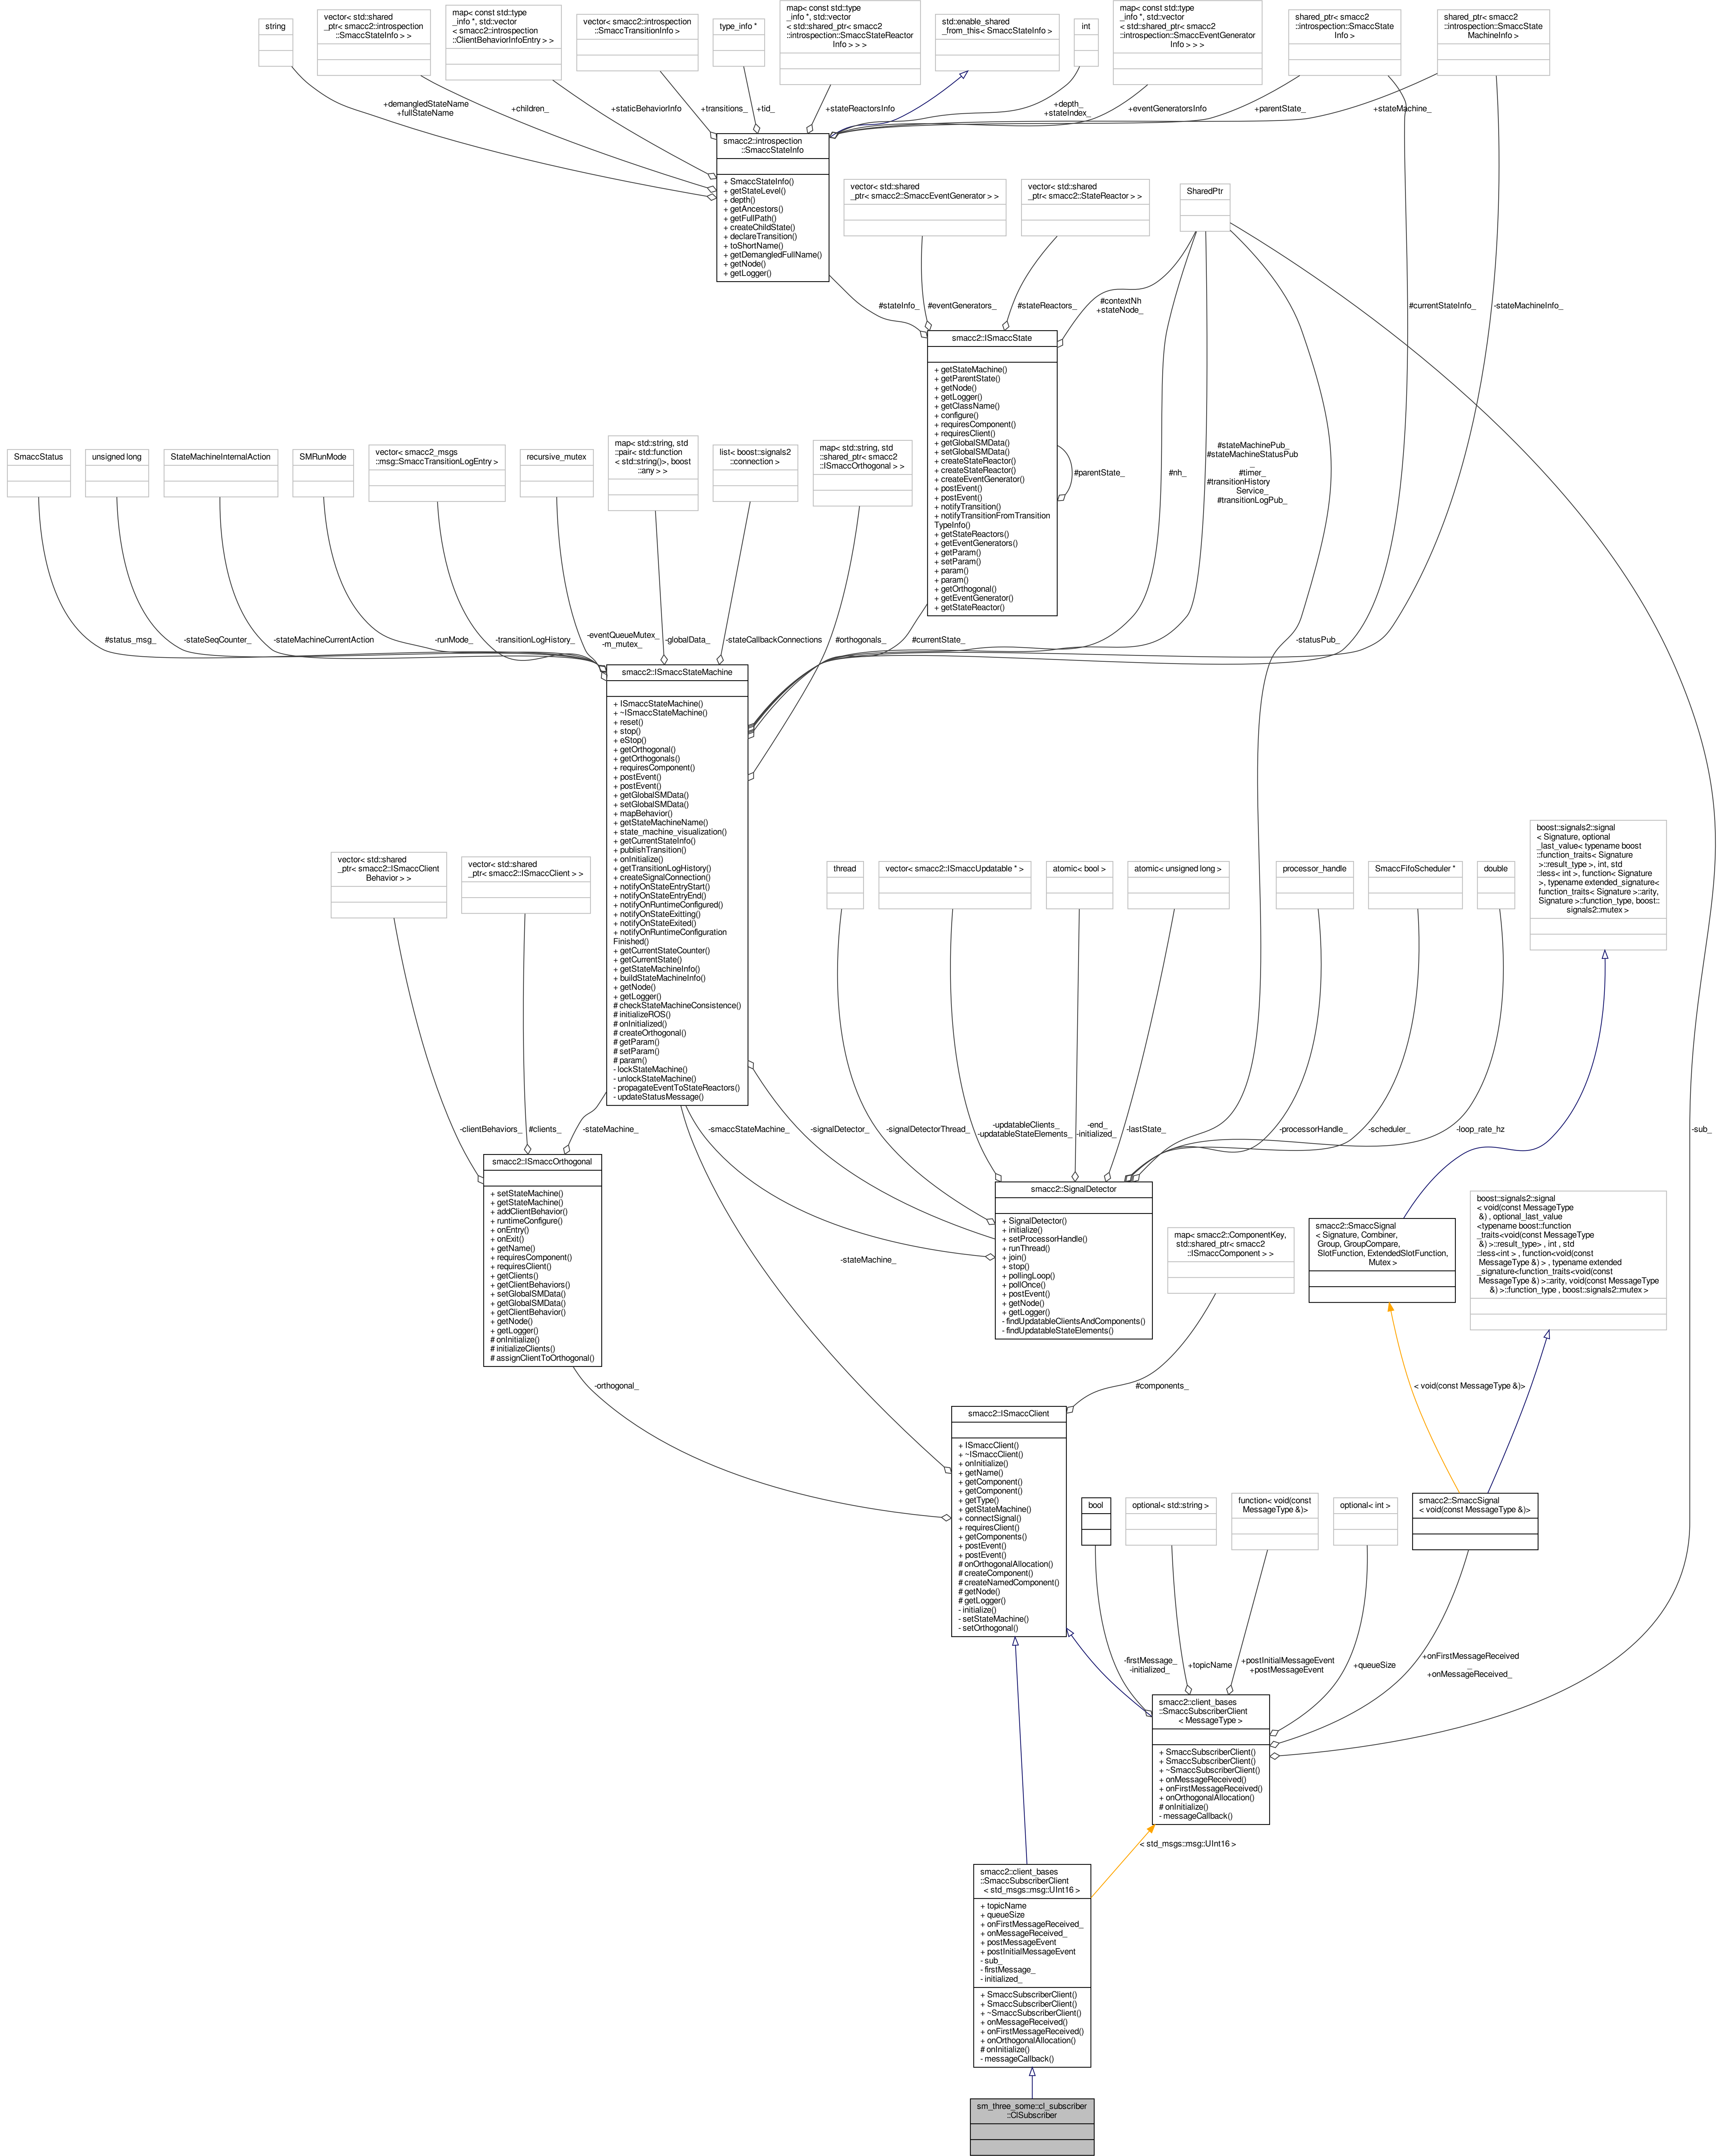 string
vector< std::shared
_ptr< smacc2::introspection
::SmaccStateInfo > >
map< const std::type
_info *, std::vector
< smacc2::introspection
::ClientBehaviorInfoEntry > >
vector< smacc2::introspection
::SmaccTransitionInfo >
type_info *
map< const std::type
_info *, std::vector
< std::shared_ptr< smacc2
::introspection::SmaccStateReactor
Info > > >
std::enable_shared
_from_this< SmaccStateInfo >
int
map< const std::type
_info *, std::vector
< std::shared_ptr< smacc2
::introspection::SmaccEventGenerator
Info > > >
shared_ptr< smacc2
::introspection::SmaccState
Info >
shared_ptr< smacc2
::introspection::SmaccState
MachineInfo >
+demangledStateName
+fullStateName
+children_
+staticBehaviorInfo
+transitions_
+tid_
+stateReactorsInfo
+depth_
+stateIndex_
+eventGeneratorsInfo
+parentState_
+stateMachine_
smacc2::introspection
::SmaccStateInfo
+ SmaccStateInfo()
+ getStateLevel()
+ depth()
+ getAncestors()
+ getFullPath()
+ createChildState()
+ declareTransition()
+ toShortName()
+ getDemangledFullName()
+ getNode()
+ getLogger()
vector< std::shared
_ptr< smacc2::SmaccEventGenerator > >
vector< std::shared
_ptr< smacc2::StateReactor > >
SharedPtr
#stateInfo_
#eventGenerators_
#stateReactors_
#contextNh
+stateNode_
#currentStateInfo_
-stateMachineInfo_
smacc2::ISmaccState
+ getStateMachine()
+ getParentState()
+ getNode()
+ getLogger()
+ getClassName()
+ configure()
+ requiresComponent()
+ requiresClient()
+ getGlobalSMData()
+ setGlobalSMData()
+ createStateReactor()
+ createStateReactor()
+ createEventGenerator()
+ postEvent()
+ postEvent()
+ notifyTransition()
+ notifyTransitionFromTransition
TypeInfo()
+ getStateReactors()
+ getEventGenerators()
+ getParam()
+ setParam()
+ param()
+ param()
+ getOrthogonal()
+ getEventGenerator()
+ getStateReactor()
#parentState_
#nh_
#stateMachinePub_
#stateMachineStatusPub
_
#timer_
#transitionHistory
Service_
#transitionLogPub_
SmaccStatus
unsigned long
StateMachineInternalAction
SMRunMode
vector< smacc2_msgs
::msg::SmaccTransitionLogEntry >
recursive_mutex
map< std::string, std
::pair< std::function
< std::string()>, boost
::any > >
list< boost::signals2
::connection >
map< std::string, std
::shared_ptr< smacc2
::ISmaccOrthogonal > >
#status_msg_
-stateSeqCounter_
-stateMachineCurrentAction
-runMode_
-transitionLogHistory_
-eventQueueMutex_
-m_mutex_
-globalData_
-stateCallbackConnections
#orthogonals_
#currentState_
-statusPub_
smacc2::ISmaccStateMachine
+ ISmaccStateMachine()
+ ~ISmaccStateMachine()
+ reset()
+ stop()
+ eStop()
+ getOrthogonal()
+ getOrthogonals()
+ requiresComponent()
+ postEvent()
+ postEvent()
+ getGlobalSMData()
+ setGlobalSMData()
+ mapBehavior()
+ getStateMachineName()
+ state_machine_visualization()
+ getCurrentStateInfo()
+ publishTransition()
+ onInitialize()
+ getTransitionLogHistory()
+ createSignalConnection()
+ notifyOnStateEntryStart()
+ notifyOnStateEntryEnd()
+ notifyOnRuntimeConfigured()
+ notifyOnStateExitting()
+ notifyOnStateExited()
+ notifyOnRuntimeConfiguration
Finished()
+ getCurrentStateCounter()
+ getCurrentState()
+ getStateMachineInfo()
+ buildStateMachineInfo()
+ getNode()
+ getLogger()
# checkStateMachineConsistence()
# initializeROS()
# onInitialized()
# createOrthogonal()
# getParam()
# setParam()
# param()
- lockStateMachine()
- unlockStateMachine()
- propagateEventToStateReactors()
- updateStatusMessage()
vector< std::shared
_ptr< smacc2::ISmaccClient
Behavior > >
vector< std::shared
_ptr< smacc2::ISmaccClient > >
thread
vector< smacc2::ISmaccUpdatable * >
atomic< bool >
atomic< unsigned long >
processor_handle
SmaccFifoScheduler *
double
boost::signals2::signal
< Signature, optional
_last_value< typename boost
::function_traits< Signature
>::result_type >, int, std
::less< int >, function< Signature
>, typename extended_signature<
function_traits< Signature >::arity,
Signature >::function_type, boost::
signals2::mutex >
-clientBehaviors_
#clients_
-stateMachine_
-smaccStateMachine_
-signalDetector_
-signalDetectorThread_
-updatableClients_
-updatableStateElements_
-end_
-initialized_
-lastState_
-processorHandle_
-scheduler_
-loop_rate_hz
-sub_
smacc2::ISmaccOrthogonal
+ setStateMachine()
+ getStateMachine()
+ addClientBehavior()
+ runtimeConfigure()
+ onEntry()
+ onExit()
+ getName()
+ requiresComponent()
+ requiresClient()
+ getClients()
+ getClientBehaviors()
+ setGlobalSMData()
+ getGlobalSMData()
+ getClientBehavior()
+ getNode()
+ getLogger()
# onInitialize()
# initializeClients()
# assignClientToOrthogonal()
smacc2::SignalDetector
+ SignalDetector()
+ initialize()
+ setProcessorHandle()
+ runThread()
+ join()
+ stop()
+ pollingLoop()
+ pollOnce()
+ postEvent()
+ getNode()
+ getLogger()
- findUpdatableClientsAndComponents()
- findUpdatableStateElements()
-stateMachine_
map< smacc2::ComponentKey,
std::shared_ptr< smacc2
::ISmaccComponent > >
smacc2::SmaccSignal
< Signature, Combiner,
Group, GroupCompare,
SlotFunction, ExtendedSlotFunction,
Mutex >
boost::signals2::signal
< void(const MessageType
&) , optional_last_value
<typename boost::function
_traits<void(const MessageType
&) >::result_type> , int , std
::less<int > , function<void(const
MessageType &) > , typename extended
_signature<function_traits<void(const
MessageType &) >::arity, void(const MessageType
&) >::function_type , boost::signals2::mutex >
-orthogonal_
#components_
< void(const MessageType &)>
smacc2::ISmaccClient
+ ISmaccClient()
+ ~ISmaccClient()
+ onInitialize()
+ getName()
+ getComponent()
+ getComponent()
+ getType()
+ getStateMachine()
+ connectSignal()
+ requiresClient()
+ getComponents()
+ postEvent()
+ postEvent()
# onOrthogonalAllocation()
# createComponent()
# createNamedComponent()
# getNode()
# getLogger()
- initialize()
- setStateMachine()
- setOrthogonal()
bool
optional< std::string >
function< void(const
MessageType &)>
optional< int >
smacc2::SmaccSignal
< void(const MessageType &)>
-firstMessage_
-initialized_
+topicName
+postInitialMessageEvent
+postMessageEvent
+queueSize
+onFirstMessageReceived
_
+onMessageReceived_
smacc2::client_bases
::SmaccSubscriberClient
< MessageType >
+ SmaccSubscriberClient()
+ SmaccSubscriberClient()
+ ~SmaccSubscriberClient()
+ onMessageReceived()
+ onFirstMessageReceived()
+ onOrthogonalAllocation()
# onInitialize()
- messageCallback()
< std_msgs::msg::UInt16 >
smacc2::client_bases
::SmaccSubscriberClient
< std_msgs::msg::UInt16 >
+ topicName
+ queueSize
+ onFirstMessageReceived_
+ onMessageReceived_
+ postMessageEvent
+ postInitialMessageEvent
- sub_
- firstMessage_
- initialized_
+ SmaccSubscriberClient()
+ SmaccSubscriberClient()
+ ~SmaccSubscriberClient()
+ onMessageReceived()
+ onFirstMessageReceived()
+ onOrthogonalAllocation()
# onInitialize()
- messageCallback()
sm_three_some::cl_subscriber
::ClSubscriber